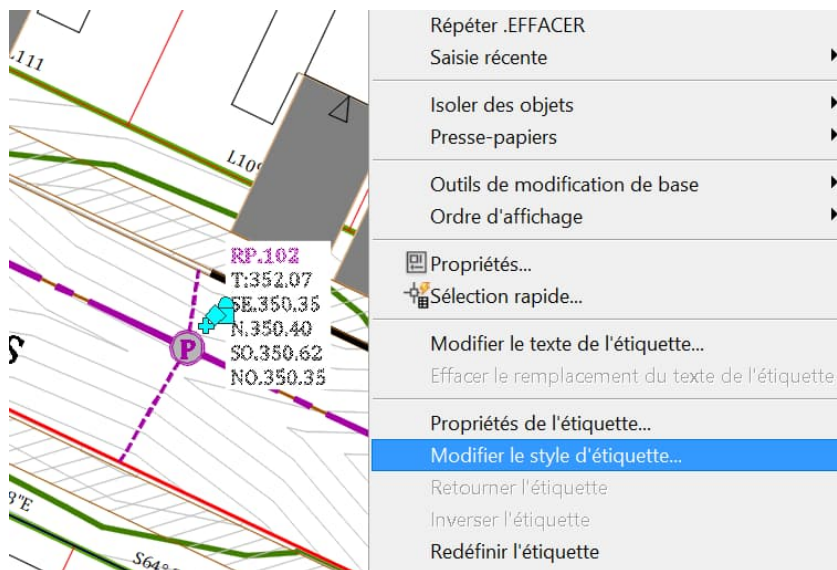 L111
L109
RP.102
T:352.07
SE.350.35
N.350.40
SO.350.62
NO.350.35
P
S
8"E
S64°
Répéter .EFFACER
Saisie récente
Isoler des objets
Presse-papiers
Outils de modification de base
Ordre d'affichage
Propriétés...
Sélection rapide...
Modifier le texte de l'étiquette...
Effacer le remplacement du texte de l'étiquette
Propriétés de l'étiquette...
Modifier le style d'étiquette...
Retourner l'étiquette
Inverser l'étiquette
Redéfinir l'étiquette